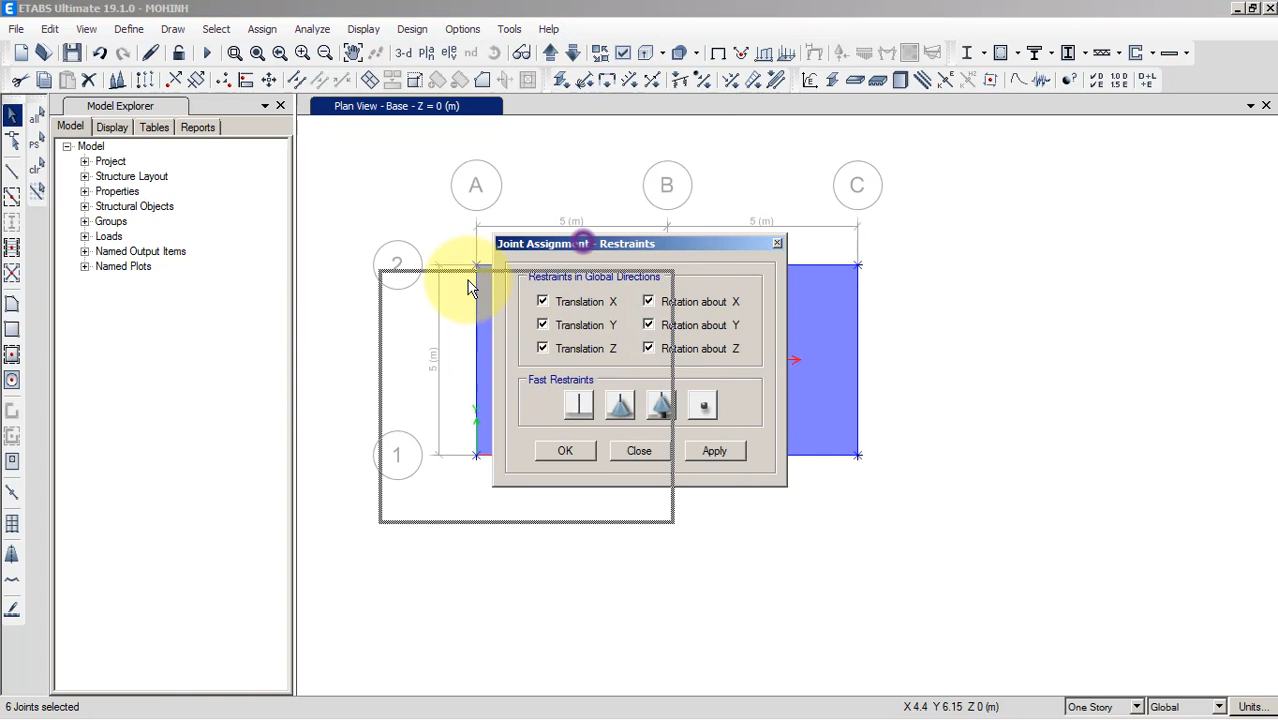 ETABS Ultimate 19.1.0 - MOHINH
File Edit View Define Draw Select Assign Analyze Display Design Options Tools Help
3-d
Model Explorer
Plan View - Base - Z = 0 (m)
Model Display Tables Reports
all
PS
clr
Model
Project
Structure Layout
Properties
Structural Objects
Groups
Loads
Named Output Items
Named Plots
A B C
5 (m) 5 (m)
2
5 (m)
1
Y
Joint Assignment - Restraints
Restraints in Global Directions
Translation X Rotation about X
Translation Y Rotation about Y
Translation Z Rotation about Z
Fast Restraints
OK Close Apply
6 Joints selected
X 4.4 Y 6.15 Z 0 (m)
One Story
Global
Units...